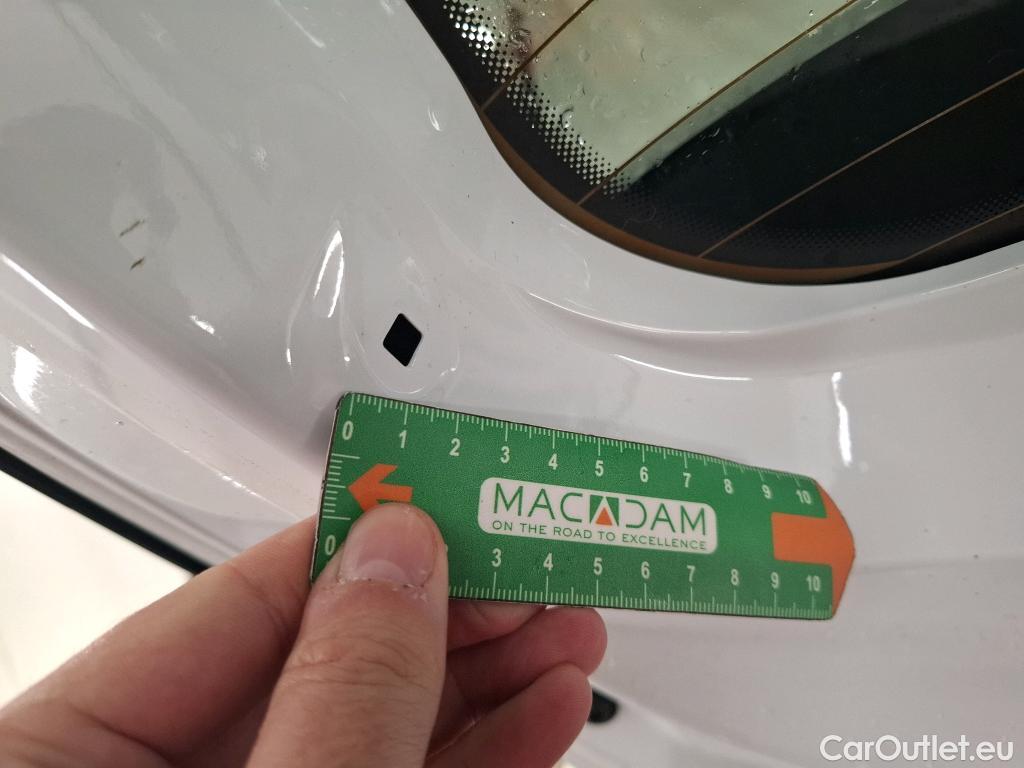 0 1 2 3 4 5 6 7 8 9 10
MACADAM
ON THE ROAD TO EXCELLENCE
0 3 4 5 6 7 8 9 10
CarOutlet.eu